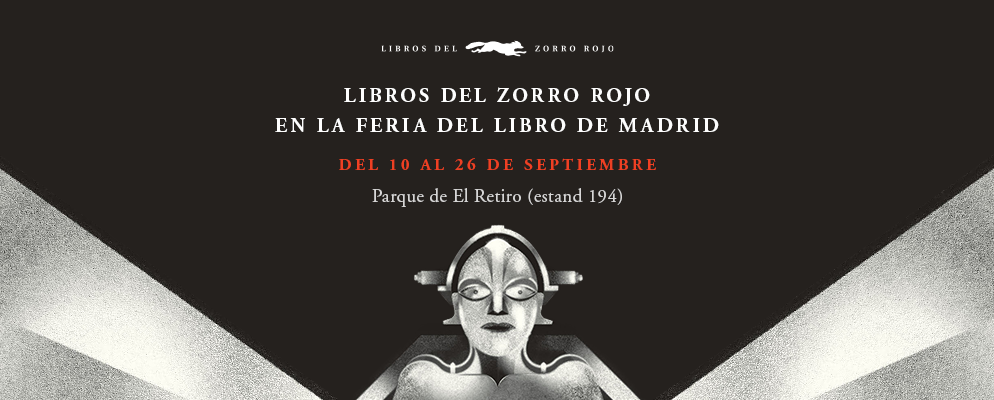 LIBROS DEL ZORRO ROJO
LIBROS DEL ZORRO ROJO
EN LA FERIA DEL LIBRO DE MADRID
DEL 10 AL 26 DE SEPTIEMBRE
Parque de El Retiro (estand 194)